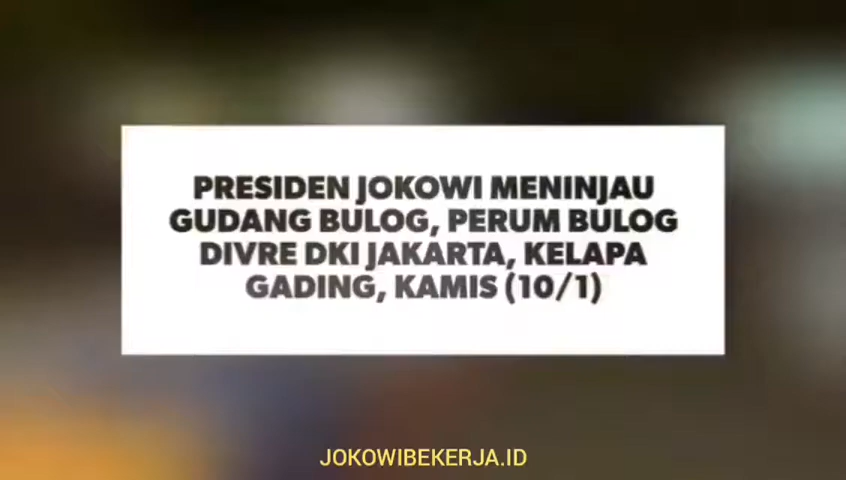 PRESIDEN JOKOWI MENINJAU
GUDANG BULOG, PERUM BULOG
DIVRE DKI JAKARTA, KELAPA
GADING, KAMIS (10/1)
JOKOWIBEKERJA.ID